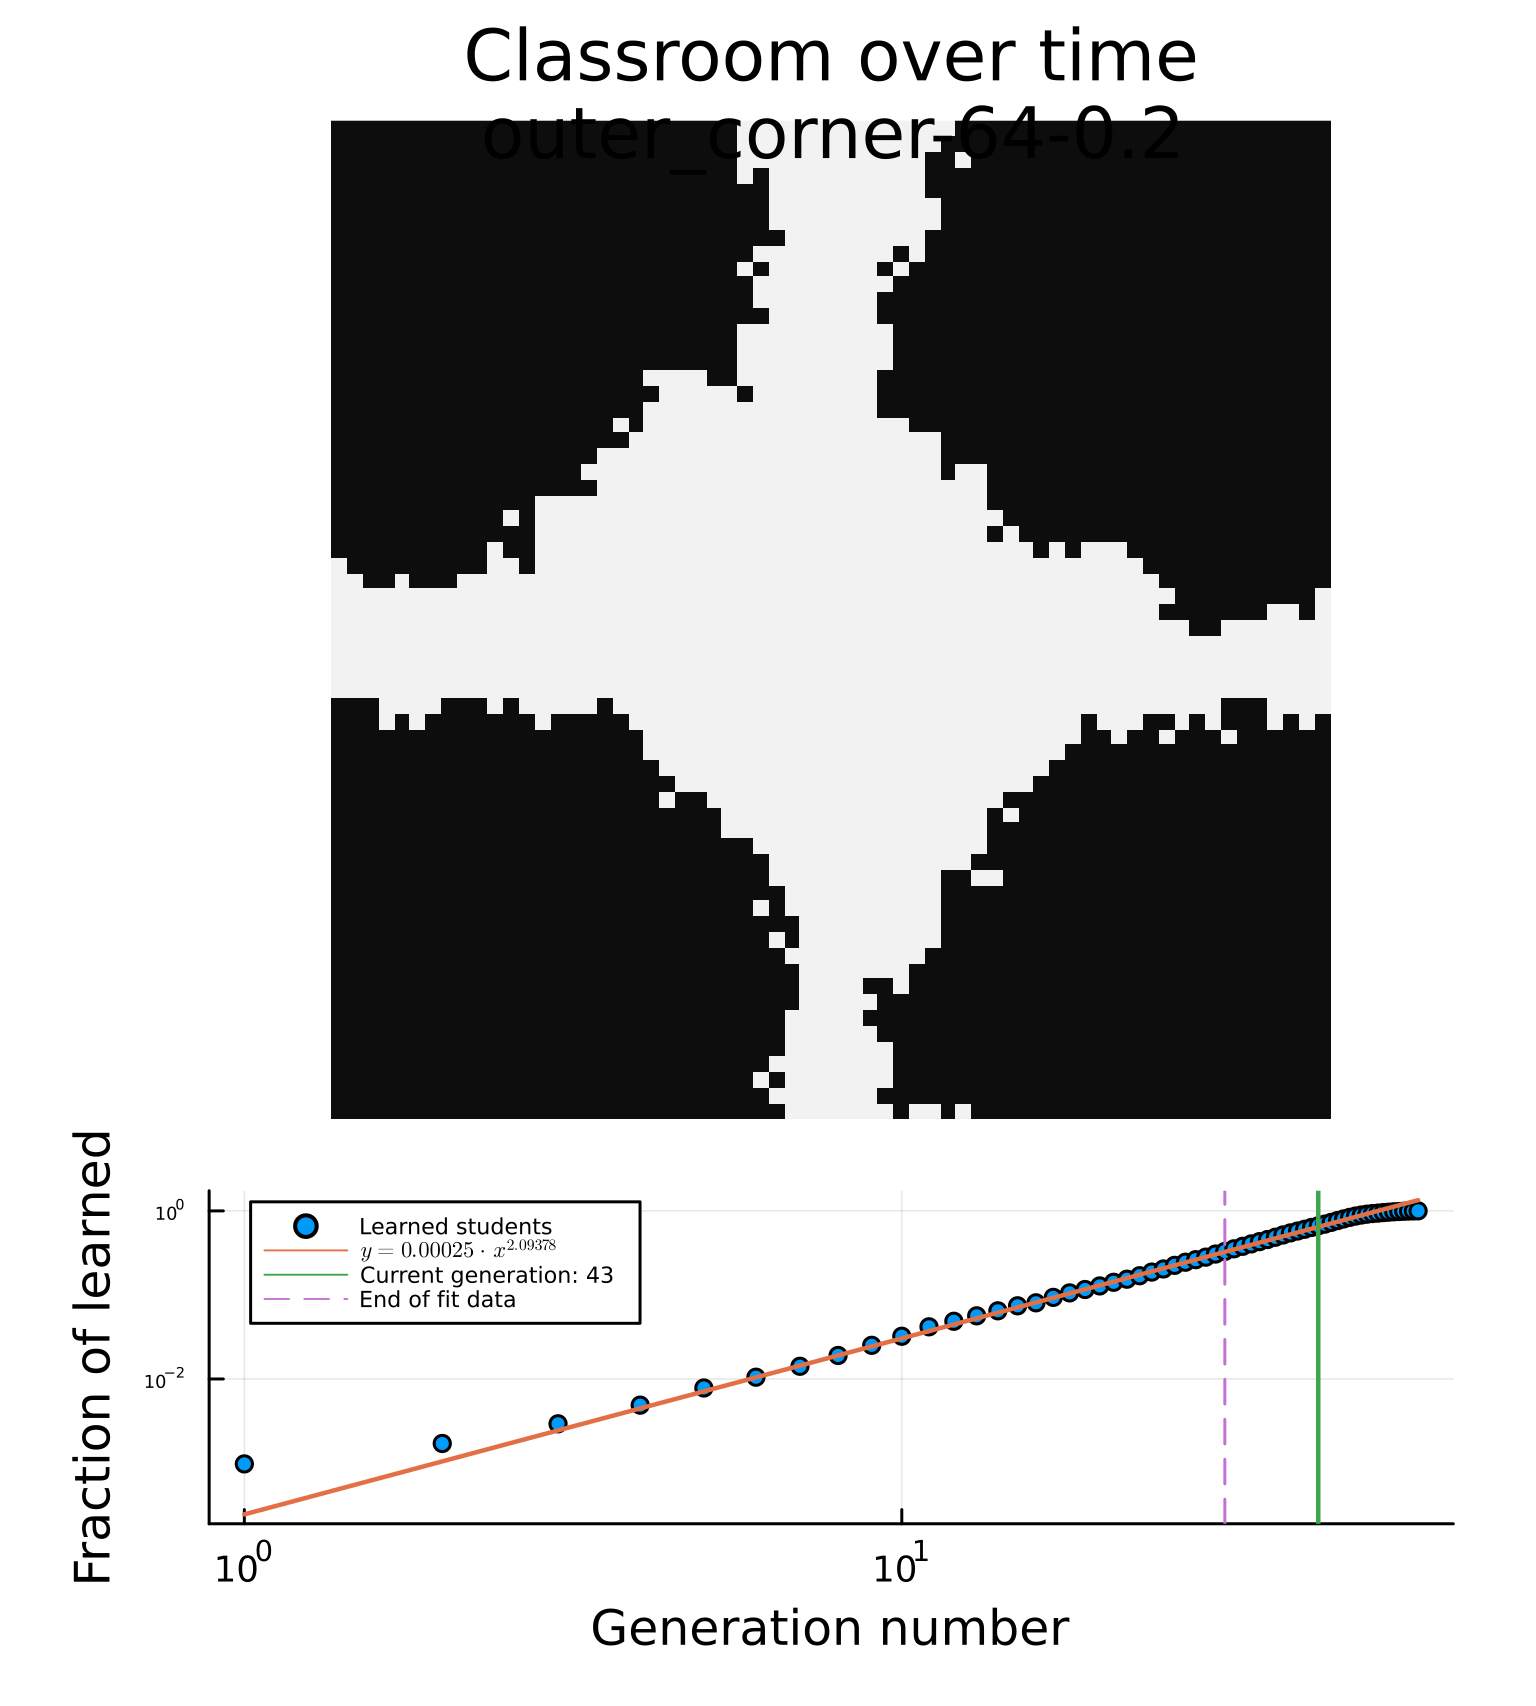 Classroom over time
outer_corner-64-0.2
Fraction of learned
10⁰
10⁻²
Learned students
y = 0.00025 · x^2.09378
Current generation: 43
End of fit data
10⁰
10¹
Generation number